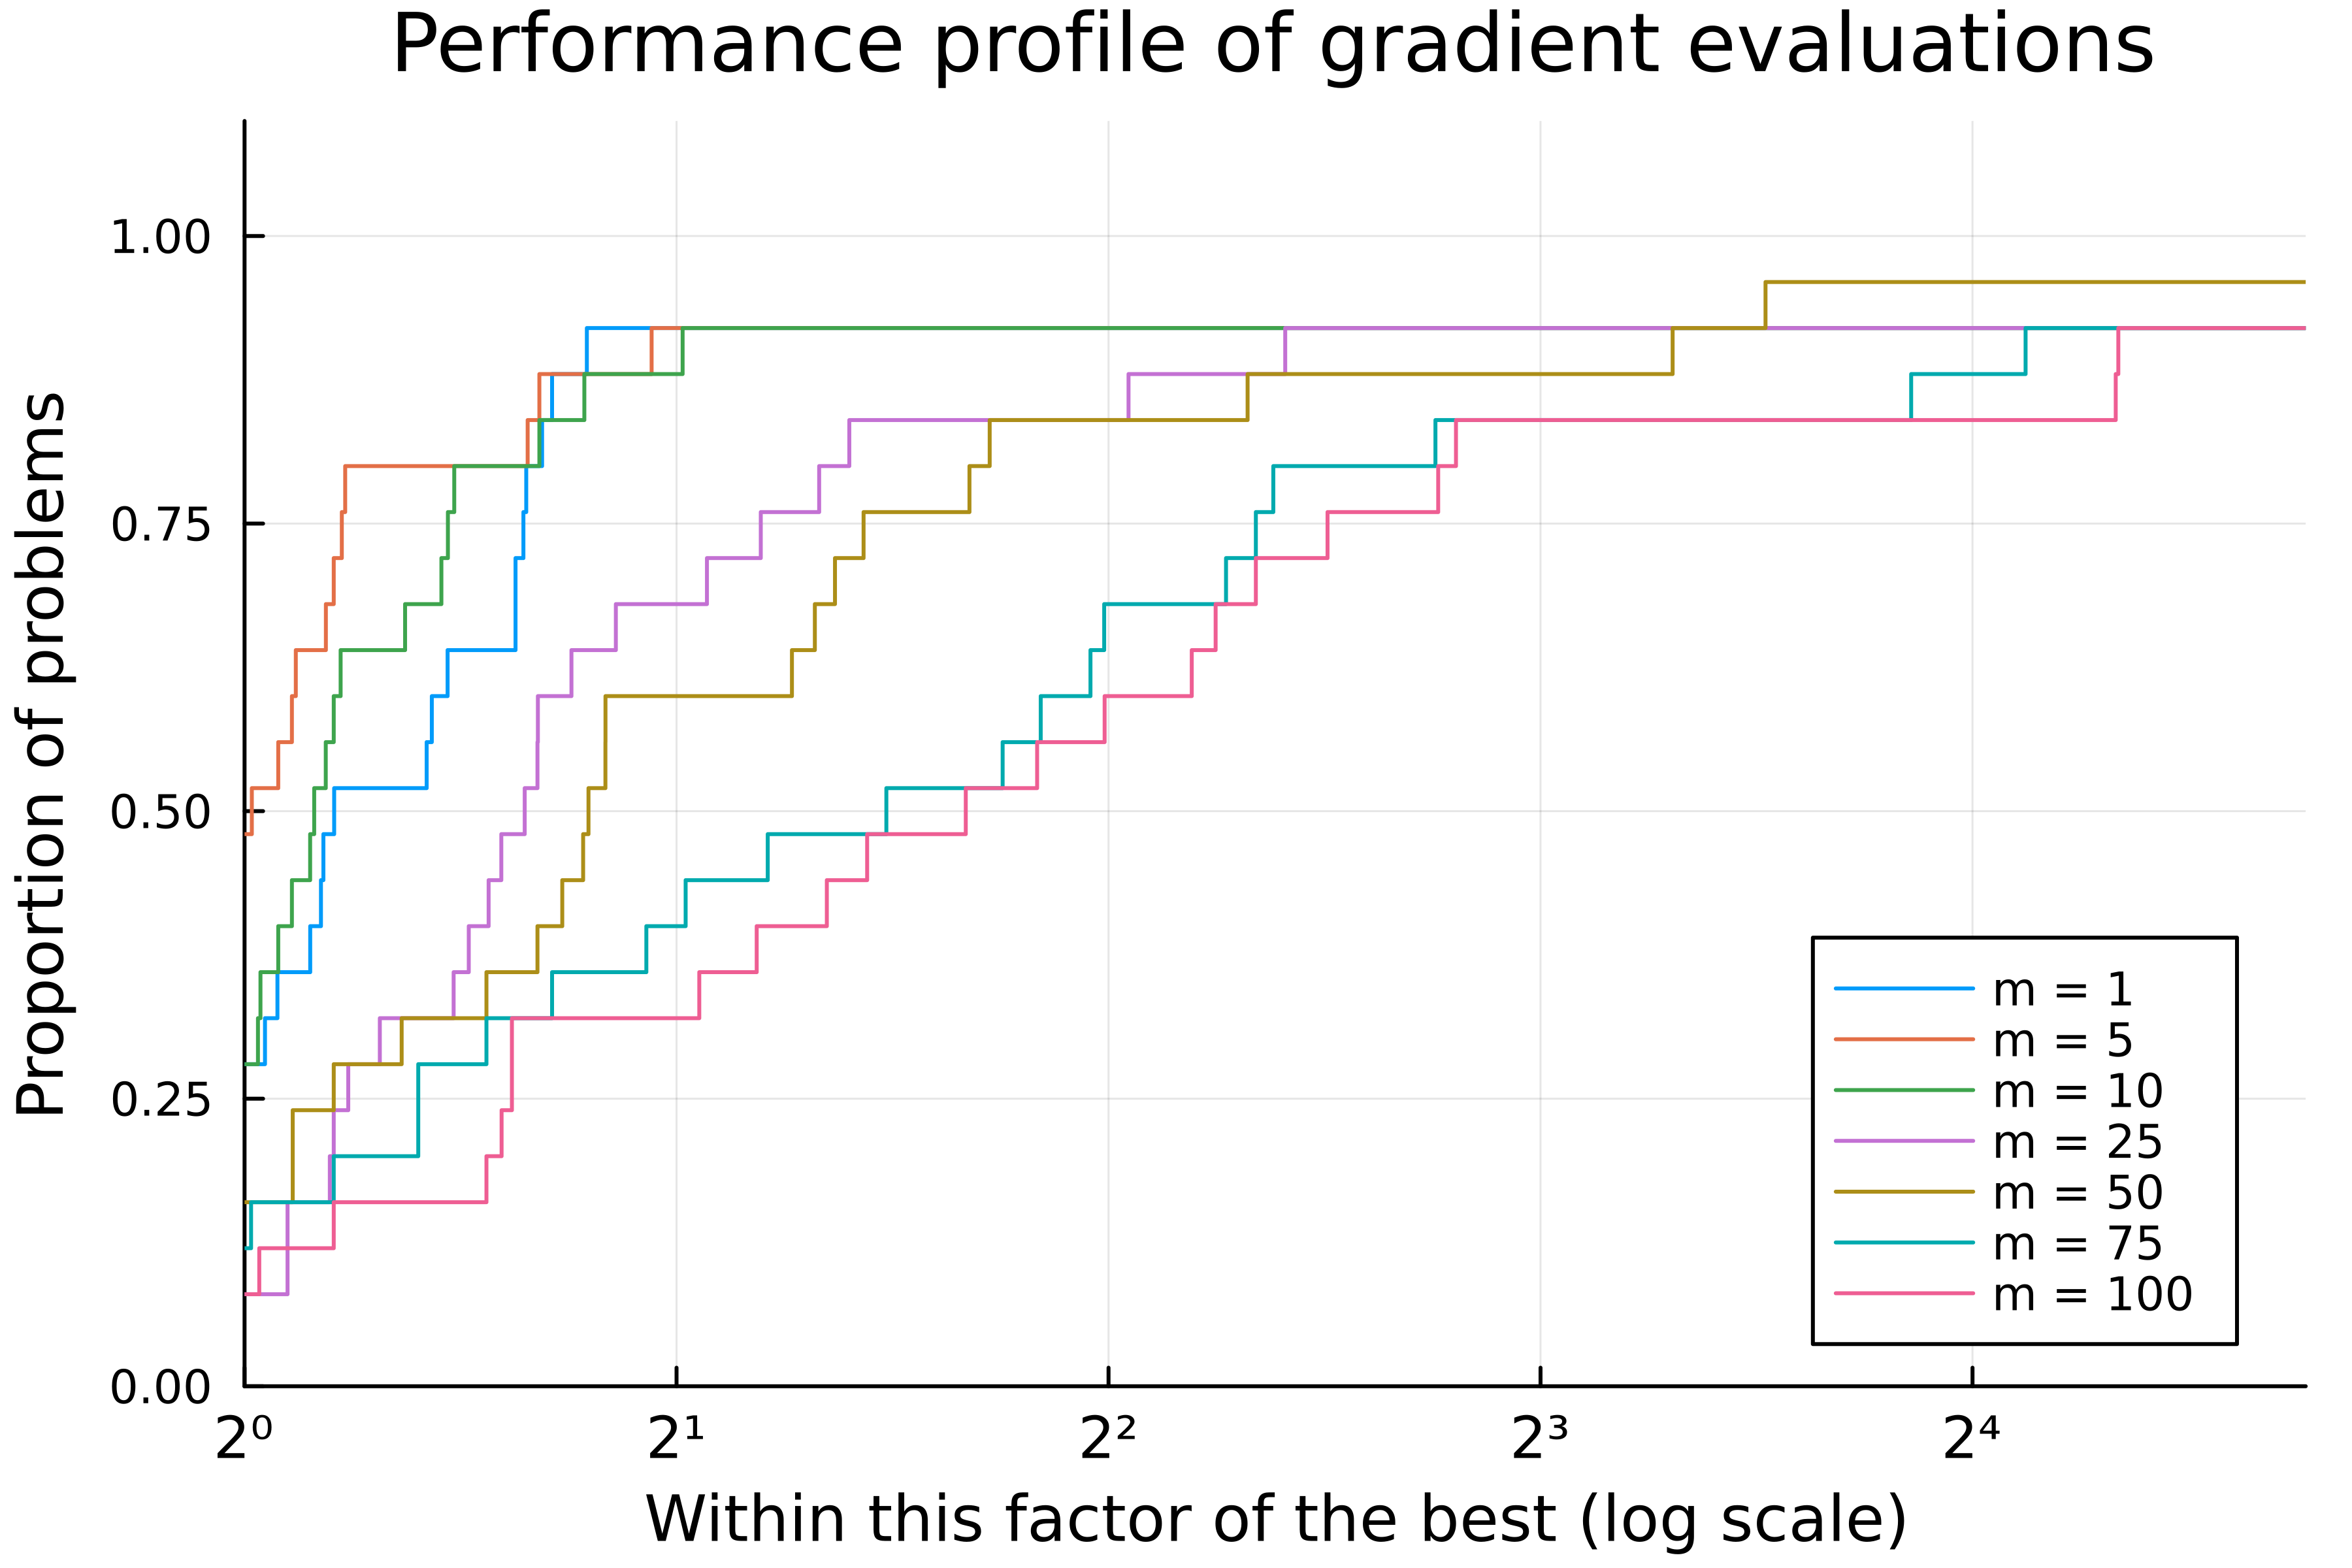 Performance profile of gradient evaluations
Proportion of problems
1.00
0.75
0.50
0.25
0.00
2⁰ 2¹ 2² 2³ 2⁴
Within this factor of the best (log scale)
m = 1
m = 5
m = 10
m = 25
m = 50
m = 75
m = 100